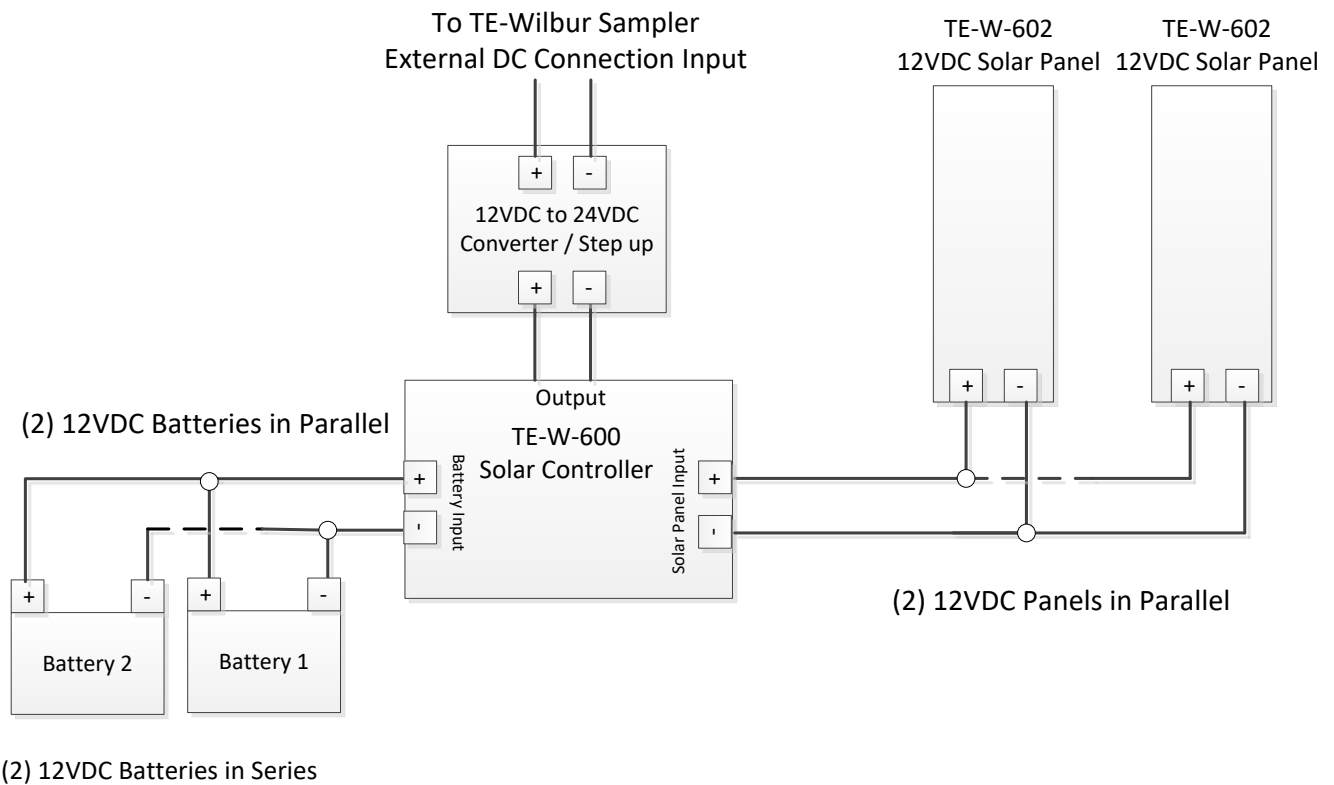 To TE-Wilbur Sampler
External DC Connection Input
TE-W-602
12VDC Solar Panel
TE-W-602
12VDC Solar Panel
+ -
12VDC to 24VDC
Converter / Step up
+ -
+ -
+ -
Output
(2) 12VDC Batteries in Parallel
TE-W-600
Solar Controller
Battery Input
+
-
Solar Panel Input
+
-
+ -
+ -
Battery 2
Battery 1
(2) 12VDC Panels in Parallel
(2) 12VDC Batteries in Series